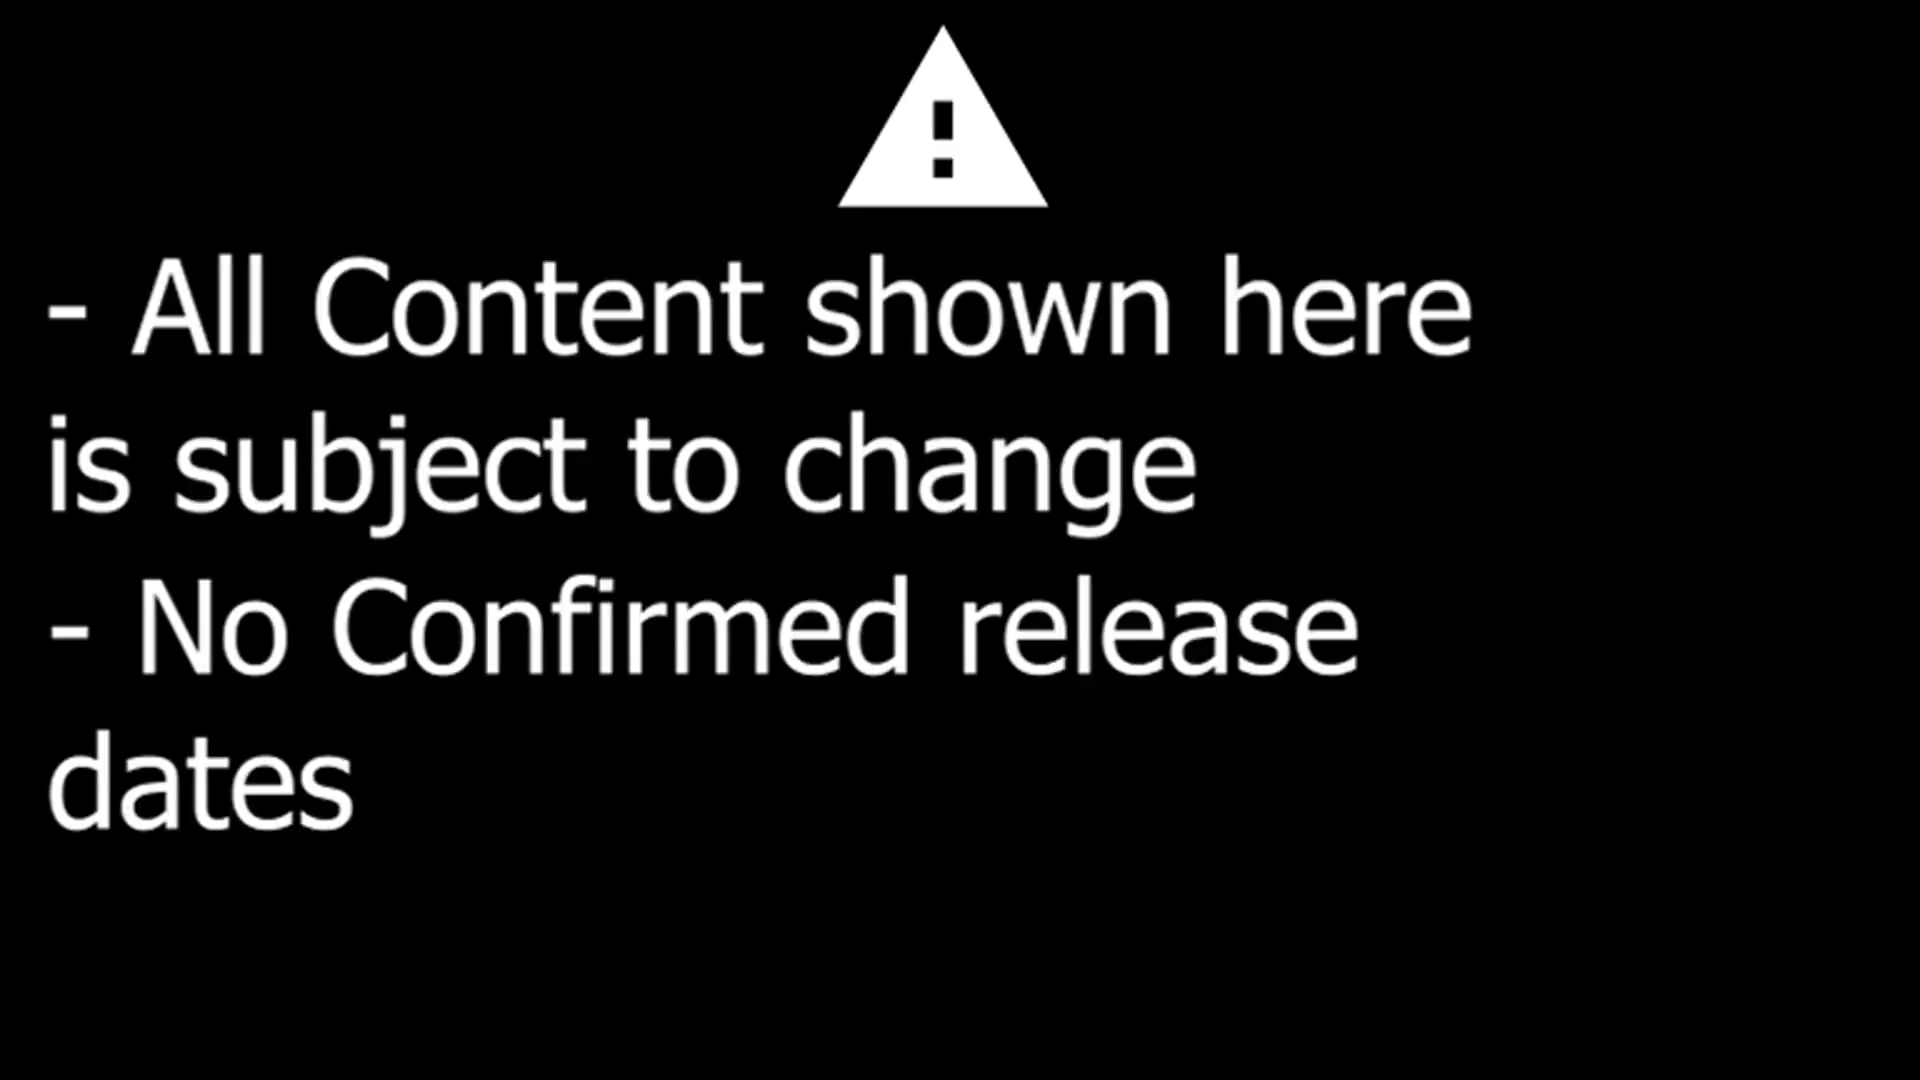 - All Content shown here
is subject to change
- No Confirmed release
dates